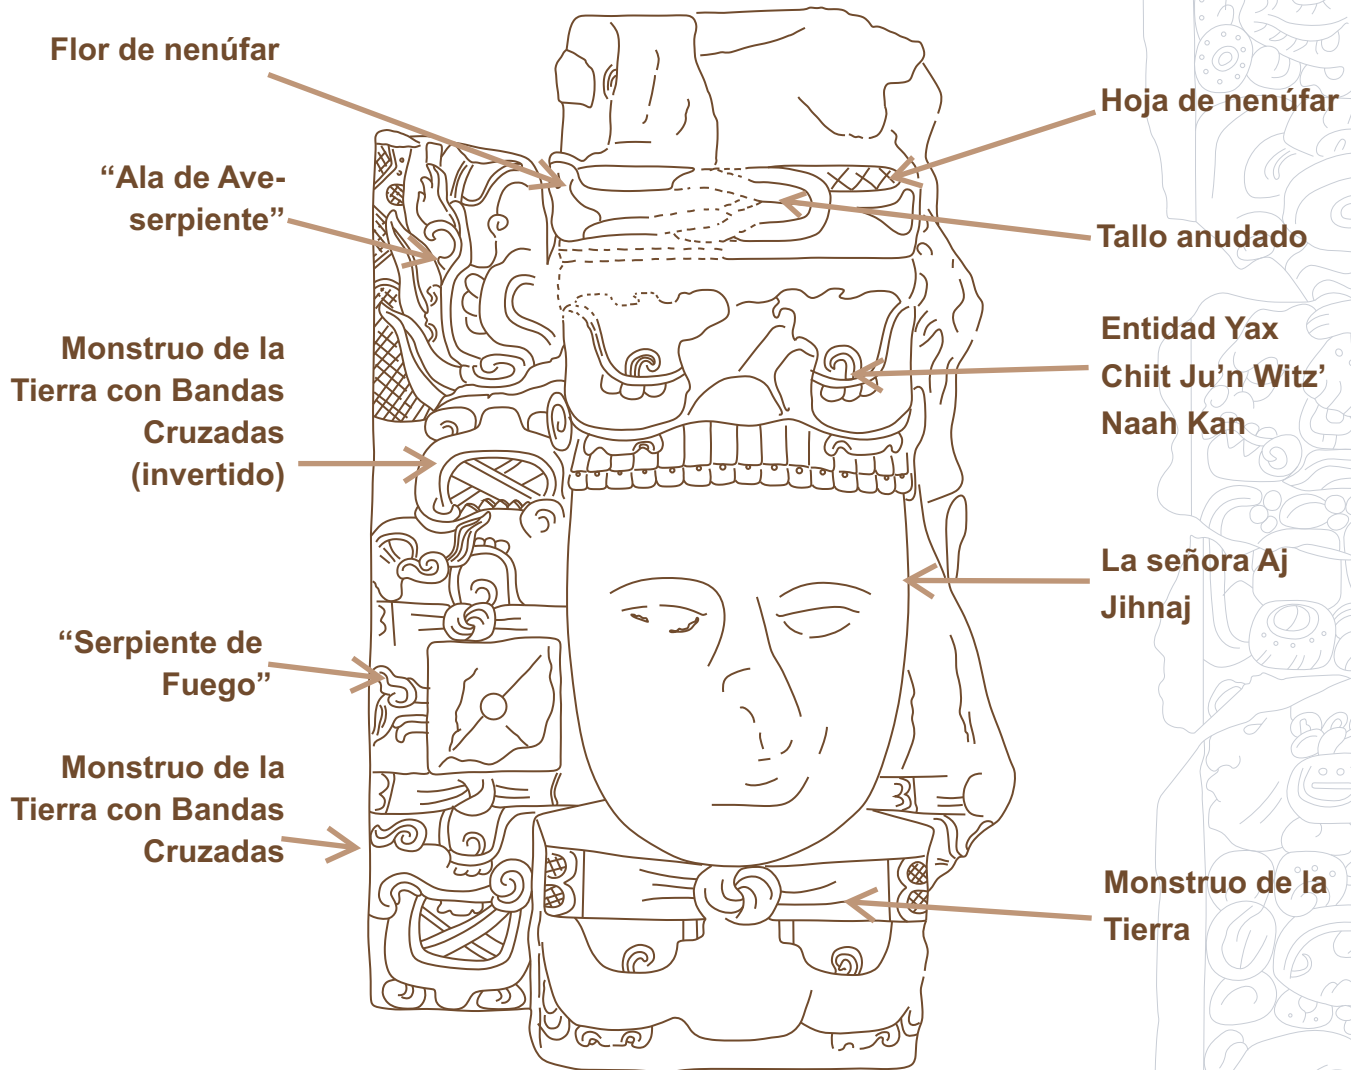 Flor de nenúfar
“Ala de Ave-
serpiente”
Monstruo de la
Tierra con Bandas
Cruzadas
(invertido)
“Serpiente de
Fuego”
Monstruo de la
Tierra con Bandas
Cruzadas
Hoja de nenúfar
Tallo anudado
Entidad Yax
Chiit Ju’n Witz’
Naah Kan
La señora Aj
Jihnaj
Monstruo de la
Tierra